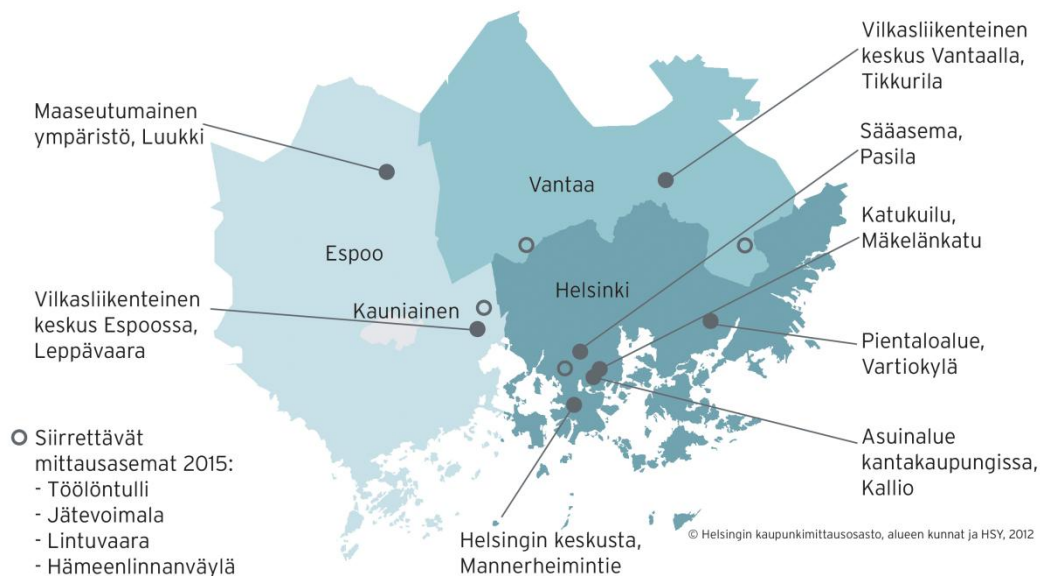 Vilkasliikenteinen
keskus Vantaalla,
Tikkurila
Maaseutumainen
ympäristö, Luukki
Sääasema,
Pasila
Vantaa
Katukuilu,
Mäkelänkatu
Espoo
Helsinki
Vilkasliikenteinen
keskus Espoossa,
Leppävaara
Kauniainen
Pientaloalue,
Vartiokylä
Siirrettävät
mittausasemat 2015:
- Töölöntulli
- Jätevoimala
- Lintuvaara
- Hämeenlinnanväylä
Asuinalue
kantakaupungissa,
Kallio
Helsingin keskusta,
Mannerheimintie
© Helsingin kaupunkimittausosasto, alueen kunnat ja HSY, 2012